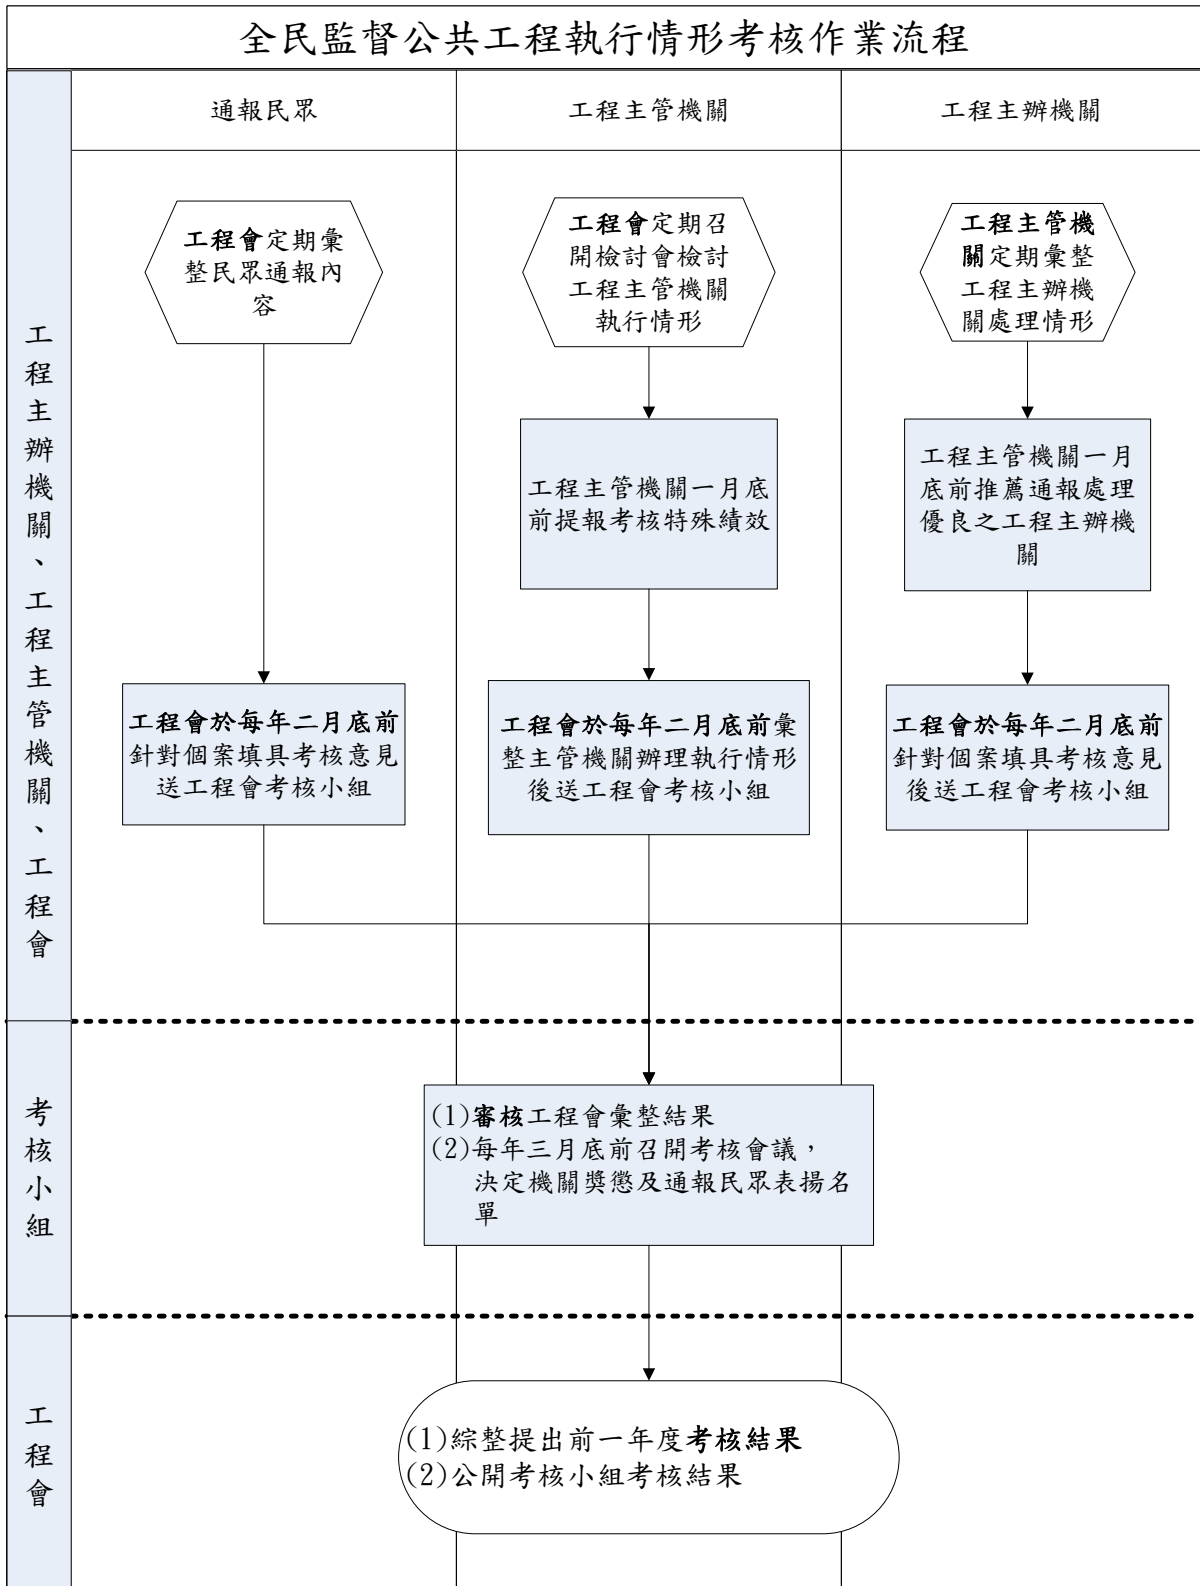 全民監督公共工程執行情形考核作業流程
通報民眾
工程主管機關
工程主辦機關
工程主辦機關、工程主管機關、工程會
工程會定期彙
整民眾通報內
容
工程會定期召
開檢討會檢討
工程主管機關
執行情形
工程主管機
關定期彙整
工程主辦機
關處理情形
工程主管機關一月底
前提報考核特殊績效
工程主管機關一月
底前推薦通報處理
優良之工程主辦機
關
工程會於每年二月底前
針對個案填具考核意見
送工程會考核小組
工程會於每年二月底前彙
整主管機關辦理執行情形
後送工程會考核小組
工程會於每年二月底前
針對個案填具考核意見
後送工程會考核小組
考核小組
(1)審核工程會彙整結果
(2)每年三月底前召開考核會議，
決定機關獎懲及通報民眾表揚名
單
工程會
(1)綜整提出前一年度考核結果
(2)公開考核小組考核結果